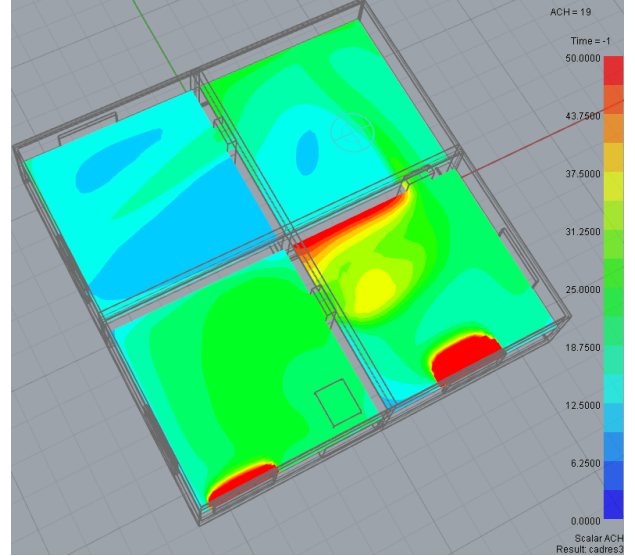 ACH = 19
Time = -1
50.0000
43.7500
37.5000
31.2500
25.0000
18.7500
12.5000
6.2500
0.0000
Scalar ACH
Result: cadres3